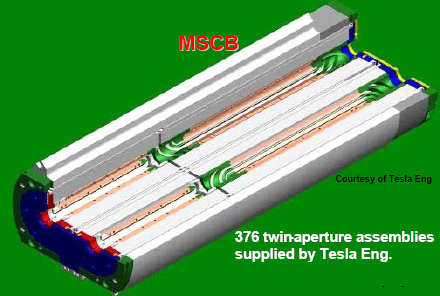 MSCB
Courtesy of Tesla Eng
376 twin-aperture assemblies
supplied by Tesla Eng.